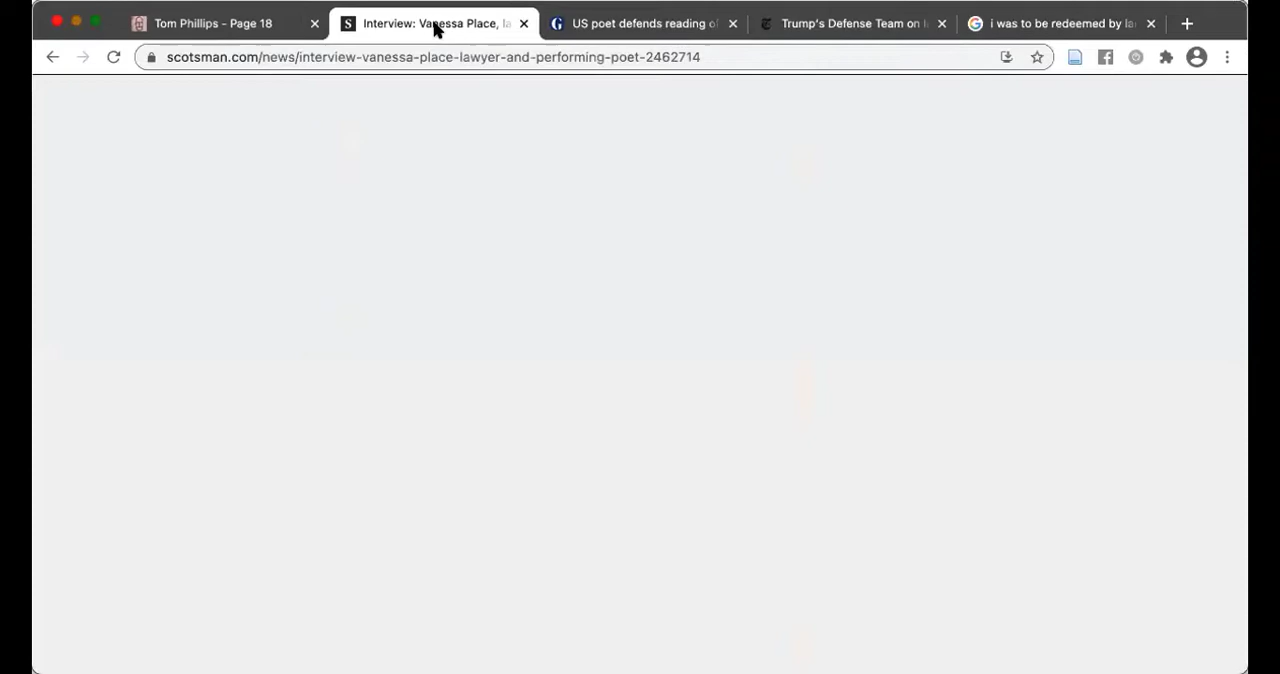 Tom Phillips - Page 18
Interview: Vanessa Place, la
US poet defends reading o
Trump's Defense Team on I
i was to be redeemed by la
scotsman.com/news/interview-vanessa-place-lawyer-and-performing-poet-2462714